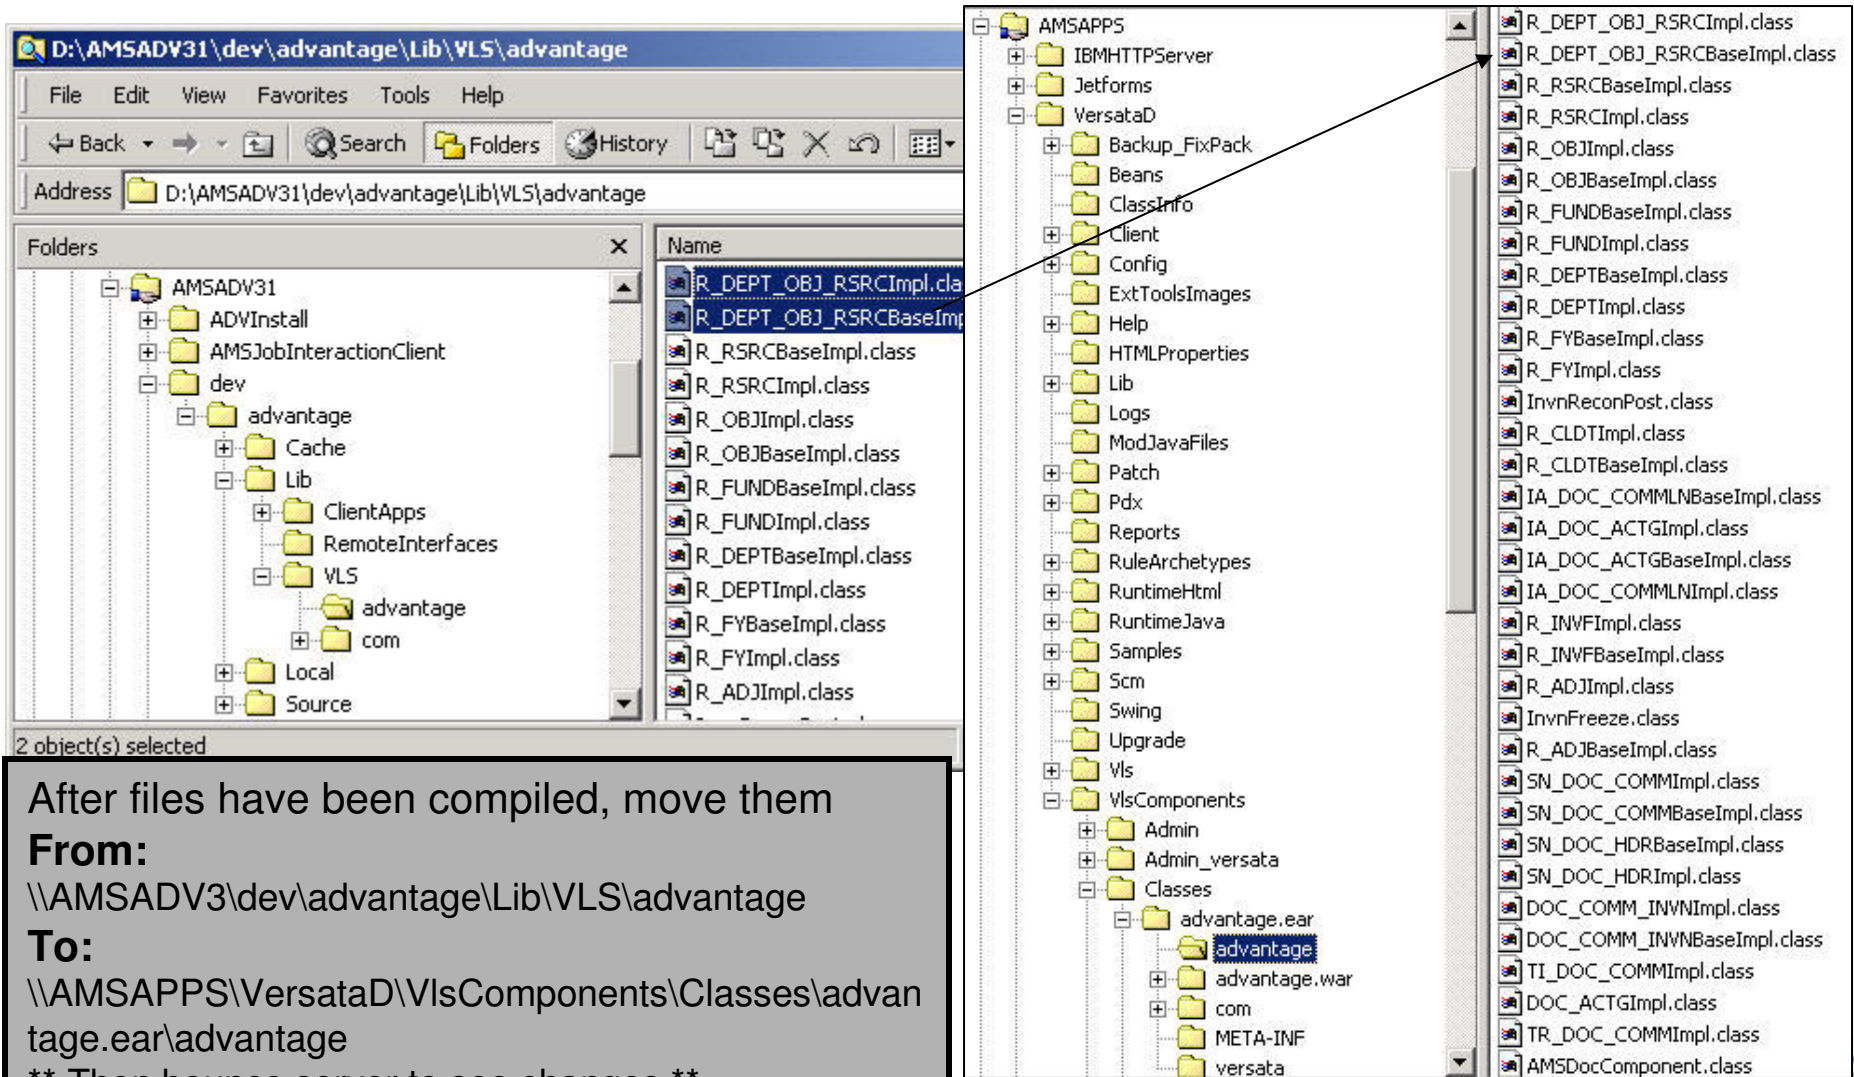 D:\AMSADV31\dev\advantage\Lib\VLS\advantage
File Edit View Favorites Tools Help
Back Search Folders History
Address D:\AMSADV31\dev\advantage\Lib\VLS\advantage
Folders
AMSADV31
ADVInstall
AMSJobInteractionClient
dev
advantage
Cache
Lib
ClientApps
RemoteInterfaces
VLS
advantage
com
Local
Source
Name
R_DEPT_OBJ_RSRCImpl.cla
R_DEPT_OBJ_RSRCBaseImp
R_RSRCBaseImpl.class
R_RSRCImpl.class
R_OBJImpl.class
R_OBJBaseImpl.class
R_FUNDBaseImpl.class
R_FUNDImpl.class
R_DEPTBaseImpl.class
R_DEPTImpl.class
R_FYBaseImpl.class
R_FYImpl.class
R_ADJImpl.class
2 object(s) selected
After files have been compiled, move them
From:
\\AMSADV3\dev\advantage\Lib\VLS\advantage
To:
\\AMSAPPS\VersataD\VlsComponents\Classes\advan
tage.ear\advantage
** Then bounce server to see changes **
AMSAPPS
IBMHTTPServer
Jetforms
VersataD
Backup_FixPack
Beans
ClassInfo
Client
Config
ExtToolsImages
Help
HTMLProperties
Lib
Logs
ModJavaFiles
Patch
Pdx
Reports
RuleArchetypes
RuntimeHtml
RuntimeJava
Samples
Scm
Swing
Upgrade
Vls
VlsComponents
Admin
Admin_versata
Classes
advantage.ear
advantage
advantage.war
com
META-INF
versata
R_DEPT_OBJ_RSRCImpl.class
R_DEPT_OBJ_RSRCBaseImpl.class
R_RSRCBaseImpl.class
R_RSRCImpl.class
R_OBJImpl.class
R_OBJBaseImpl.class
R_FUNDBaseImpl.class
R_FUNDImpl.class
R_DEPTBaseImpl.class
R_DEPTImpl.class
R_FYBaseImpl.class
R_FYImpl.class
InvnReconPost.class
R_CLDTImpl.class
R_CLDTBaseImpl.class
IA_DOC_COMMLNBaseImpl.class
IA_DOC_ACTGImpl.class
IA_DOC_ACTGBaseImpl.class
IA_DOC_COMMLNImpl.class
R_INVFImpl.class
R_INVFBaseImpl.class
R_ADJImpl.class
InvnFreeze.class
R_ADJBaseImpl.class
SN_DOC_COMMImpl.class
SN_DOC_COMMBaseImpl.class
SN_DOC_HDRBaseImpl.class
SN_DOC_HDRImpl.class
DOC_COMM_INVNImpl.class
DOC_COMM_INVNBaseImpl.class
TI_DOC_COMMImpl.class
DOC_ACTGImpl.class
TR_DOC_COMMImpl.class
AMSDocComponent.class